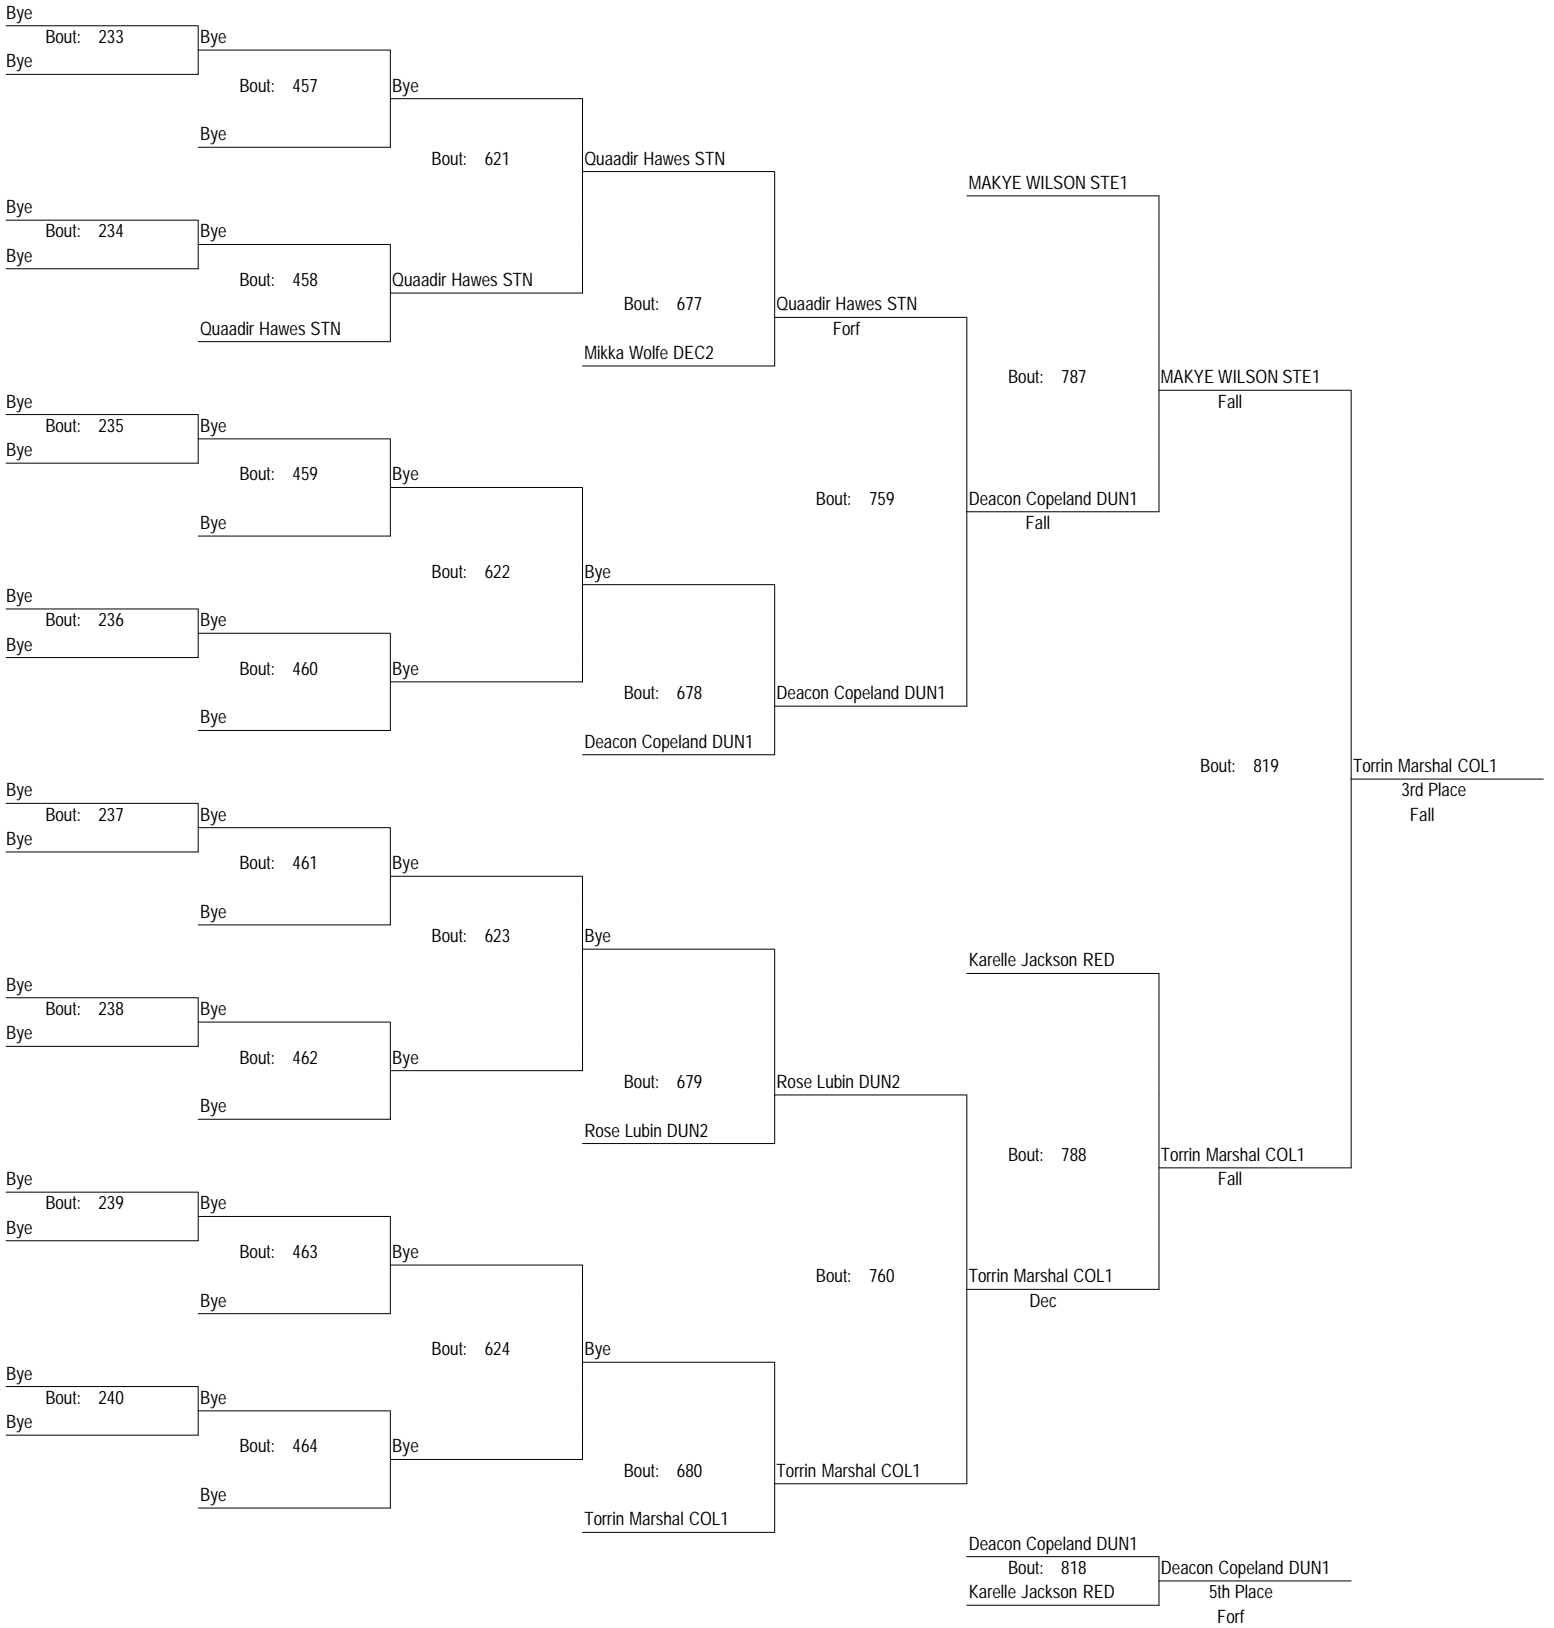 Bye
Bout: 233
Bye
Bye
Bout: 457
Bye
Bye
Bout: 621
Quaadir Hawes STN
MAKYE WILSON STE1
Bye
Bout: 234
Bye
Bye
Bout: 458
Quaadir Hawes STN
Quaadir Hawes STN
Bout: 677
Quaadir Hawes STN
Forf
Mikka Wolfe DEC2
Bout: 787
MAKYE WILSON STE1
Fall
Bye
Bout: 235
Bye
Bye
Bout: 459
Bye
Bye
Bout: 759
Deacon Copeland DUN1
Fall
Bout: 622
Bye
Bye
Bout: 236
Bye
Bye
Bout: 460
Bye
Bye
Bout: 678
Deacon Copeland DUN1
Deacon Copeland DUN1
Bout: 819
Torrin Marshal COL1
3rd Place
Fall
Bye
Bout: 237
Bye
Bye
Bout: 461
Bye
Bye
Bout: 623
Bye
Karelle Jackson RED
Bye
Bout: 238
Bye
Bye
Bout: 462
Bye
Bye
Bout: 679
Rose Lubin DUN2
Rose Lubin DUN2
Bout: 788
Torrin Marshal COL1
Fall
Bye
Bout: 239
Bye
Bye
Bout: 463
Bye
Bye
Bout: 760
Torrin Marshal COL1
Dec
Bout: 624
Bye
Bye
Bout: 240
Bye
Bye
Bout: 464
Bye
Bye
Bout: 680
Torrin Marshal COL1
Torrin Marshal COL1
Deacon Copeland DUN1
Bout: 818
Karelle Jackson RED
Deacon Copeland DUN1
5th Place
Forf